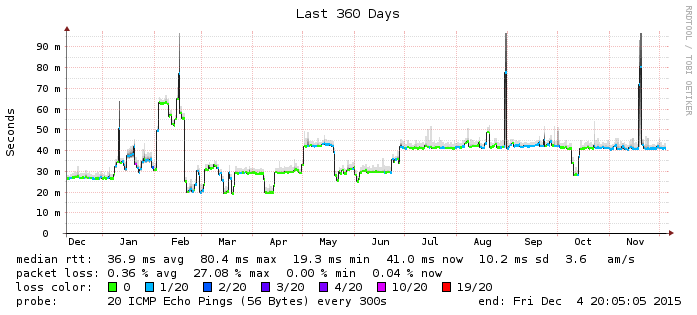 Last 360 Days
RRDTOOL / TOBI OETIKER
Seconds
90 m
80 m
70 m
60 m
50 m
40 m
30 m
20 m
10 m
0
Dec Jan Feb Mar Apr May Jun Jul Aug Sep Oct Nov
median rtt: 36.9 ms avg 80.4 ms max 19.3 ms min 41.0 ms now 10.2 ms sd 3.6 am/s
packet loss: 0.36 % avg 27.08 % max 0.00 % min 0.04 % now
loss color: 0 1/20 2/20 3/20 4/20 10/20 19/20
probe: 20 ICMP Echo Pings (56 Bytes) every 300s end: Fri Dec 4 20:05:05 2015